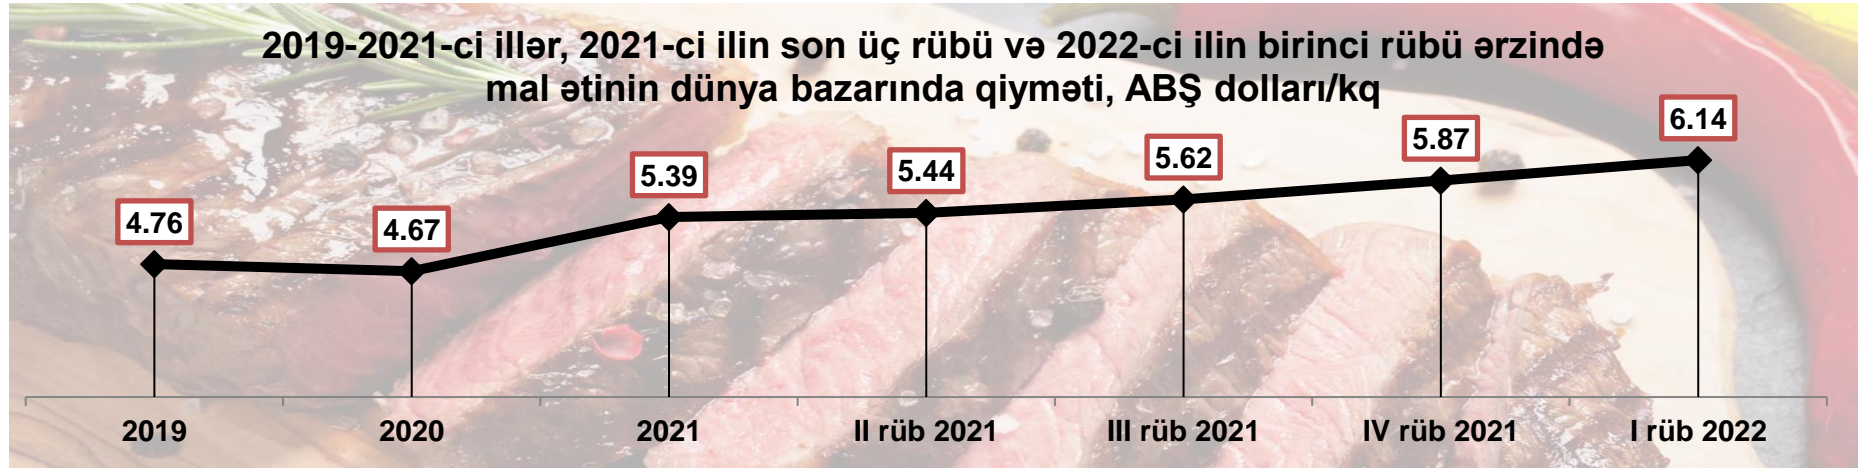 2019-2021-ci illər, 2021-ci ilin son üç rübü və 2022-ci ilin birinci rübü ərzində
mal ətinin dünya bazarında qiyməti, ABŞ dolları/kq
4.76
4.67
5.39
5.44
5.62
5.87
6.14
2019
2020
2021
II rüb 2021
III rüb 2021
IV rüb 2021
I rüb 2022